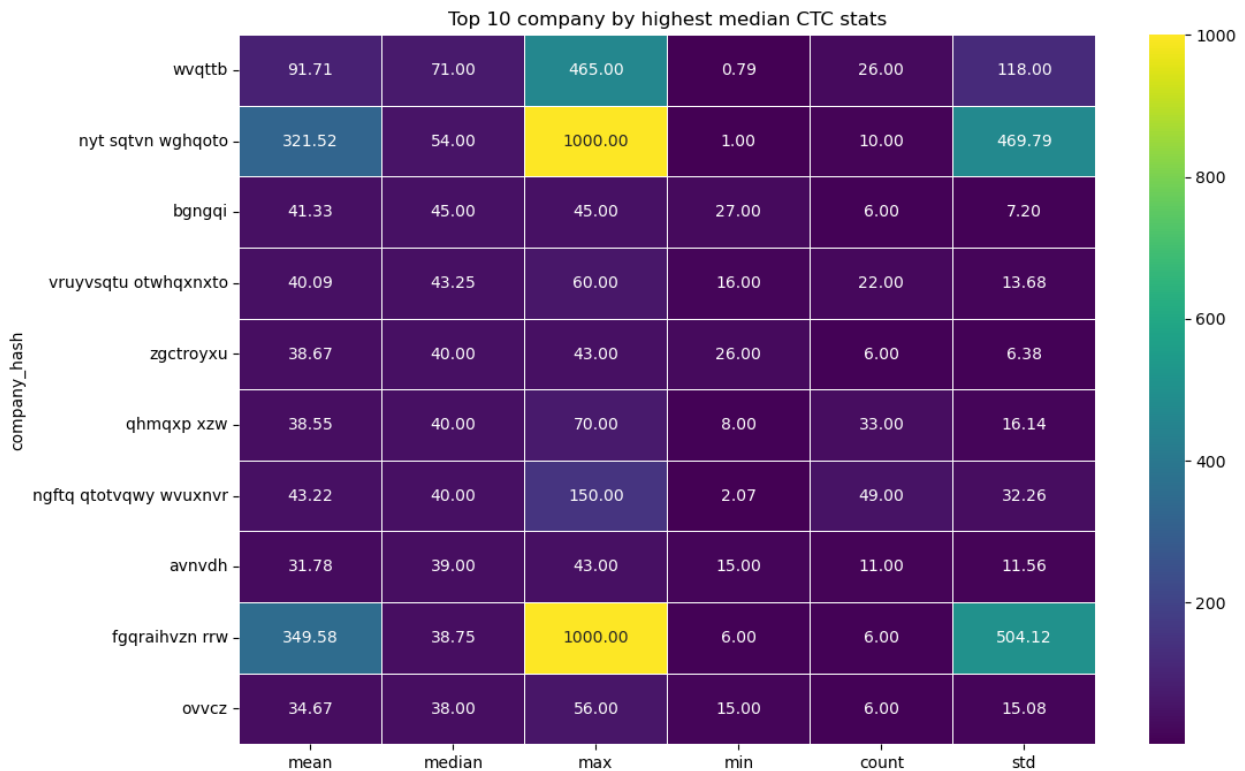 Top 10 company by highest median CTC stats
wvqttb 91.71 71.00 465.00 0.79 26.00 118.00
nyt sqtvn wghqoto 321.52 54.00 1000.00 1.00 10.00 469.79
bgngqi 41.33 45.00 45.00 27.00 6.00 7.20
vruyvsqtu otwhqxnxto 40.09 43.25 60.00 16.00 22.00 13.68
zgctroyxu 38.67 40.00 43.00 26.00 6.00 6.38
qhmqxp xzw 38.55 40.00 70.00 8.00 33.00 16.14
ngftq qtotvqwy wvuxnvr 43.22 40.00 150.00 2.07 49.00 32.26
avnvdh 31.78 39.00 43.00 15.00 11.00 11.56
fgqraihvzn rrw 349.58 38.75 1000.00 6.00 6.00 504.12
ovvcz 34.67 38.00 56.00 15.00 6.00 15.08
mean median max min count std
company_hash
1000
800
600
400
200